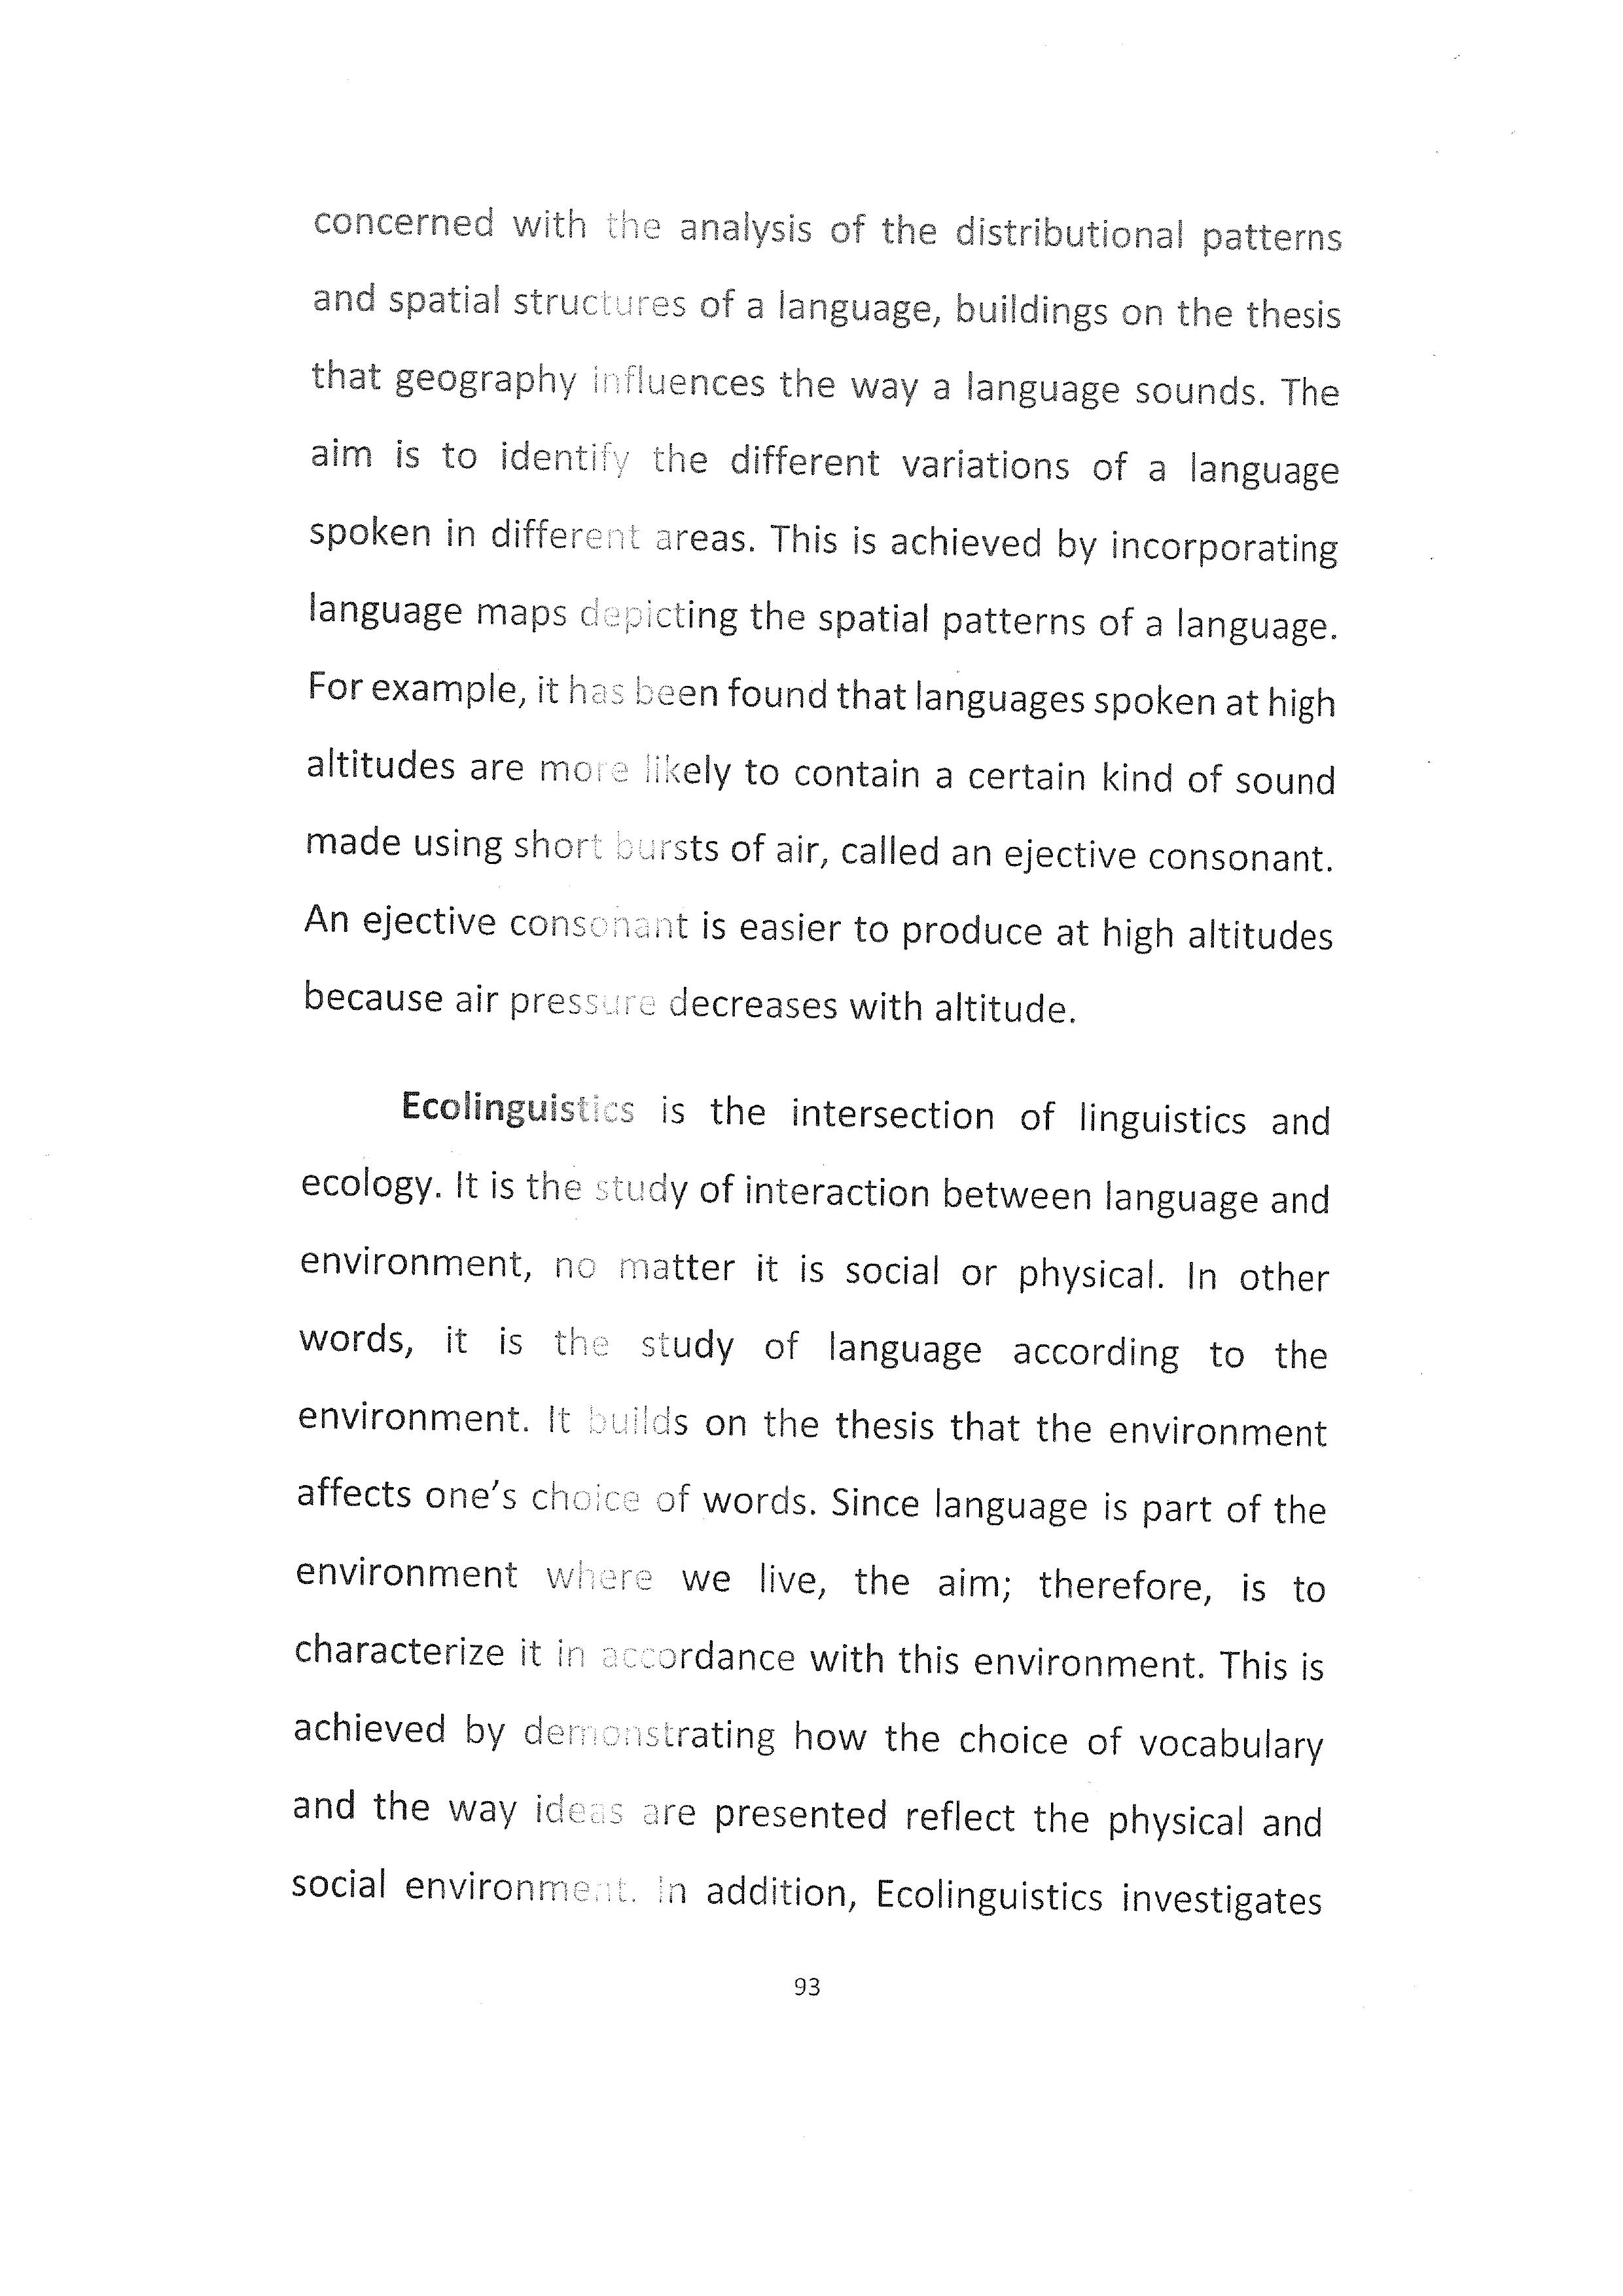 concerned with the analysis of the distributional patterns
and spatial structures of a language, buildings on the thesis
that geography influences the way a language sounds. The
aim is to identify the different variations of a language
spoken in different areas. This is achieved by incorporating
language maps depicting the spatial patterns of a language.
For example, it has been found that languages spoken at high
altitudes are more likely to contain a certain kind of sound
made using short bursts of air, called an ejective consonant.
An ejective consonant is easier to produce at high altitudes
because air pressure decreases with altitude.
Ecolinguistics is the intersection of linguistics and
ecology. It is the study of interaction between language and
environment, no matter it is social or physical. In other
words, it is the study of language according to the
environment. It builds on the thesis that the environment
affects one's choice of words. Since language is part of the
environment where we live, the aim; therefore, is to
characterize it in accordance with this environment. This is
achieved by demonstrating how the choice of vocabulary
and the way ideas are presented reflect the physical and
social environment. In addition, Ecolinguistics investigates
93